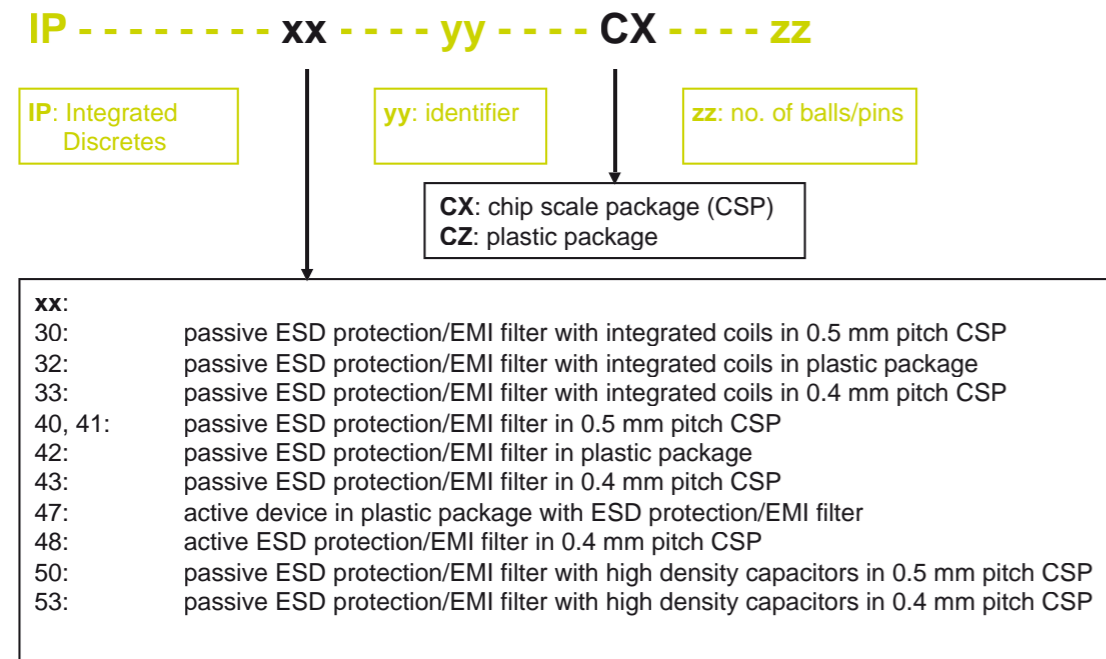 IP - - - - - - - - xx - - - - yy - - - - CX - - - - zz
IP: Integrated
Discretes
yy: identifier
zz: no. of balls/pins
CX: chip scale package (CSP)
CZ: plastic package
xx:
30: passive ESD protection/EMI filter with integrated coils in 0.5 mm pitch CSP
32: passive ESD protection/EMI filter with integrated coils in plastic package
33: passive ESD protection/EMI filter with integrated coils in 0.4 mm pitch CSP
40, 41: passive ESD protection/EMI filter in 0.5 mm pitch CSP
42: passive ESD protection/EMI filter in plastic package
43: passive ESD protection/EMI filter in 0.4 mm pitch CSP
47: active device in plastic package with ESD protection/EMI filter
48: active ESD protection/EMI filter in 0.4 mm pitch CSP
50: passive ESD protection/EMI filter with high density capacitors in 0.5 mm pitch CSP
53: passive ESD protection/EMI filter with high density capacitors in 0.4 mm pitch CSP